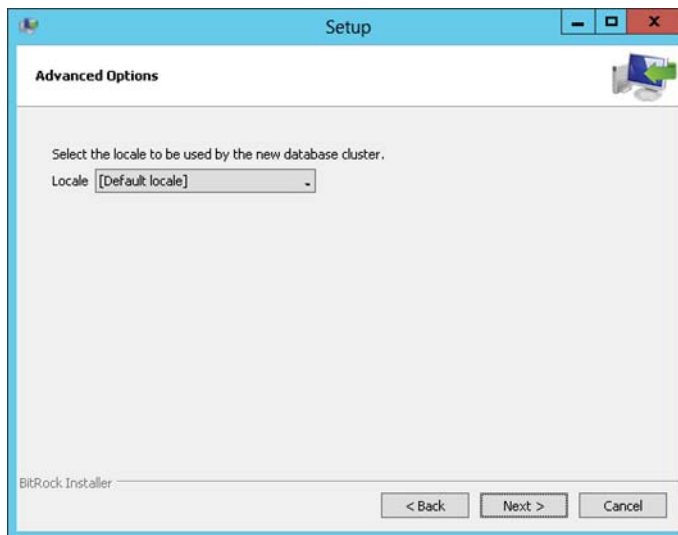 Setup
Advanced Options
Select the locale to be used by the new database cluster.
Locale [Default locale]
BitRock Installer
< Back Next > Cancel